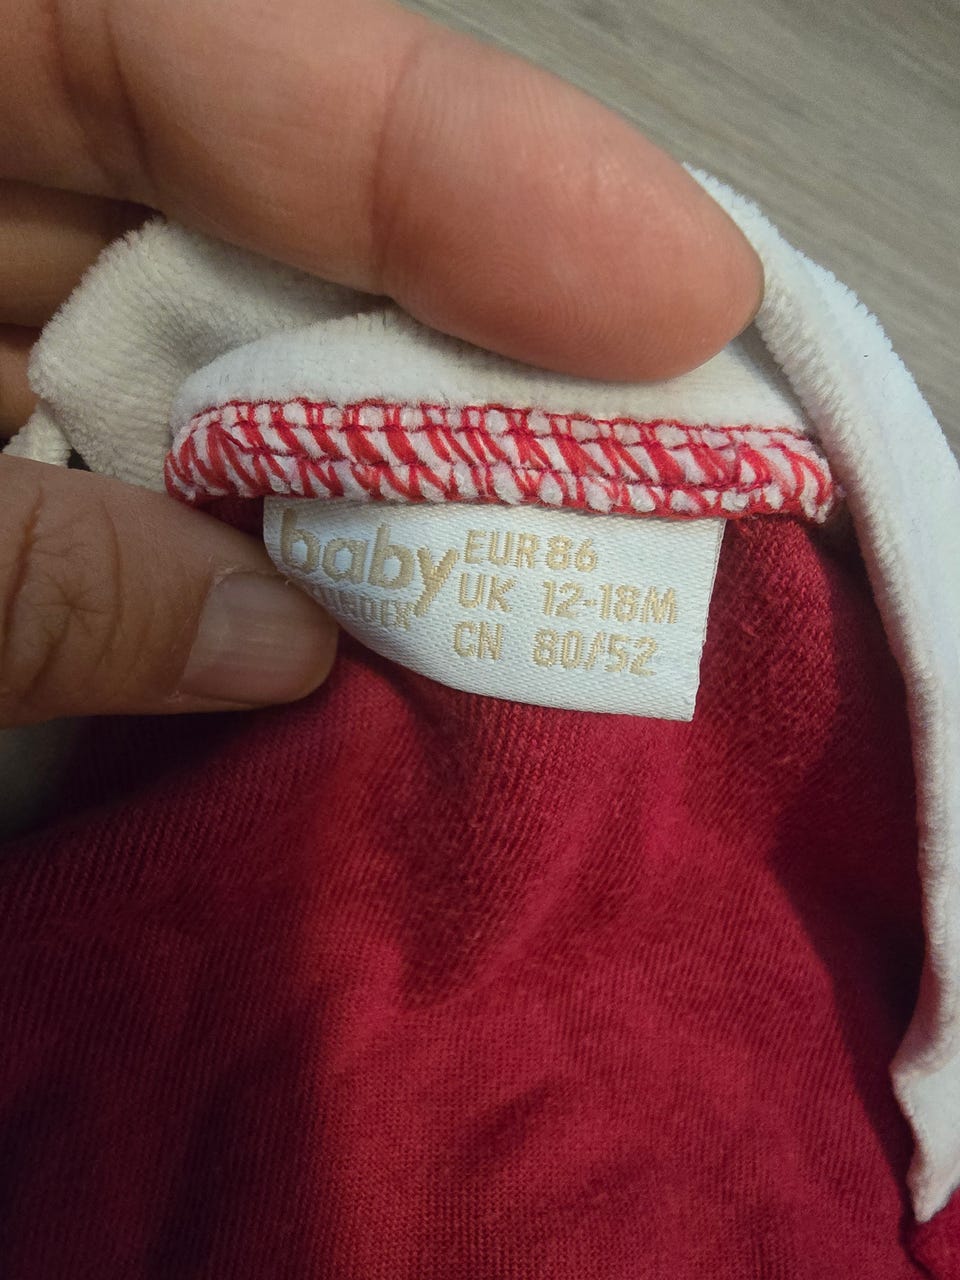 baby
EUR 86
UK 12-18M
CN 80/52